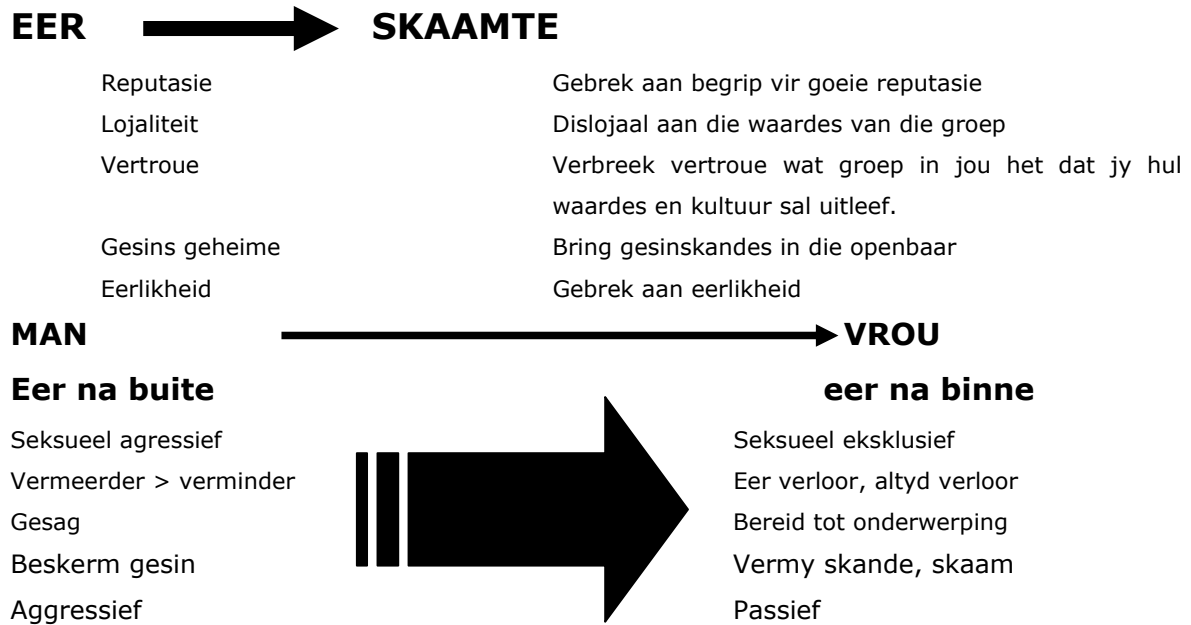 EER SKAAMTE
Reputasie Gebrek aan begrip vir goeie reputasie
Lojaliteit Dislojaal aan die waardes van die groep
Vertroue Verbreek vertroue wat groep in jou het dat jy hul
waardes en kultuur sal uitleef.
Gesins geheime Bring gesinskandes in die openbaar
Eerlikheid Gebrek aan eerlikheid
MAN VROU
Eer na buite eer na binne
Seksueel agressief Seksueel eksklusief
Vermeerder > verminder Eer verloor, altyd verloor
Gesag Bereid tot onderwerping
Beskerm gesin Vermy skande, skaam
Aggressief Passief